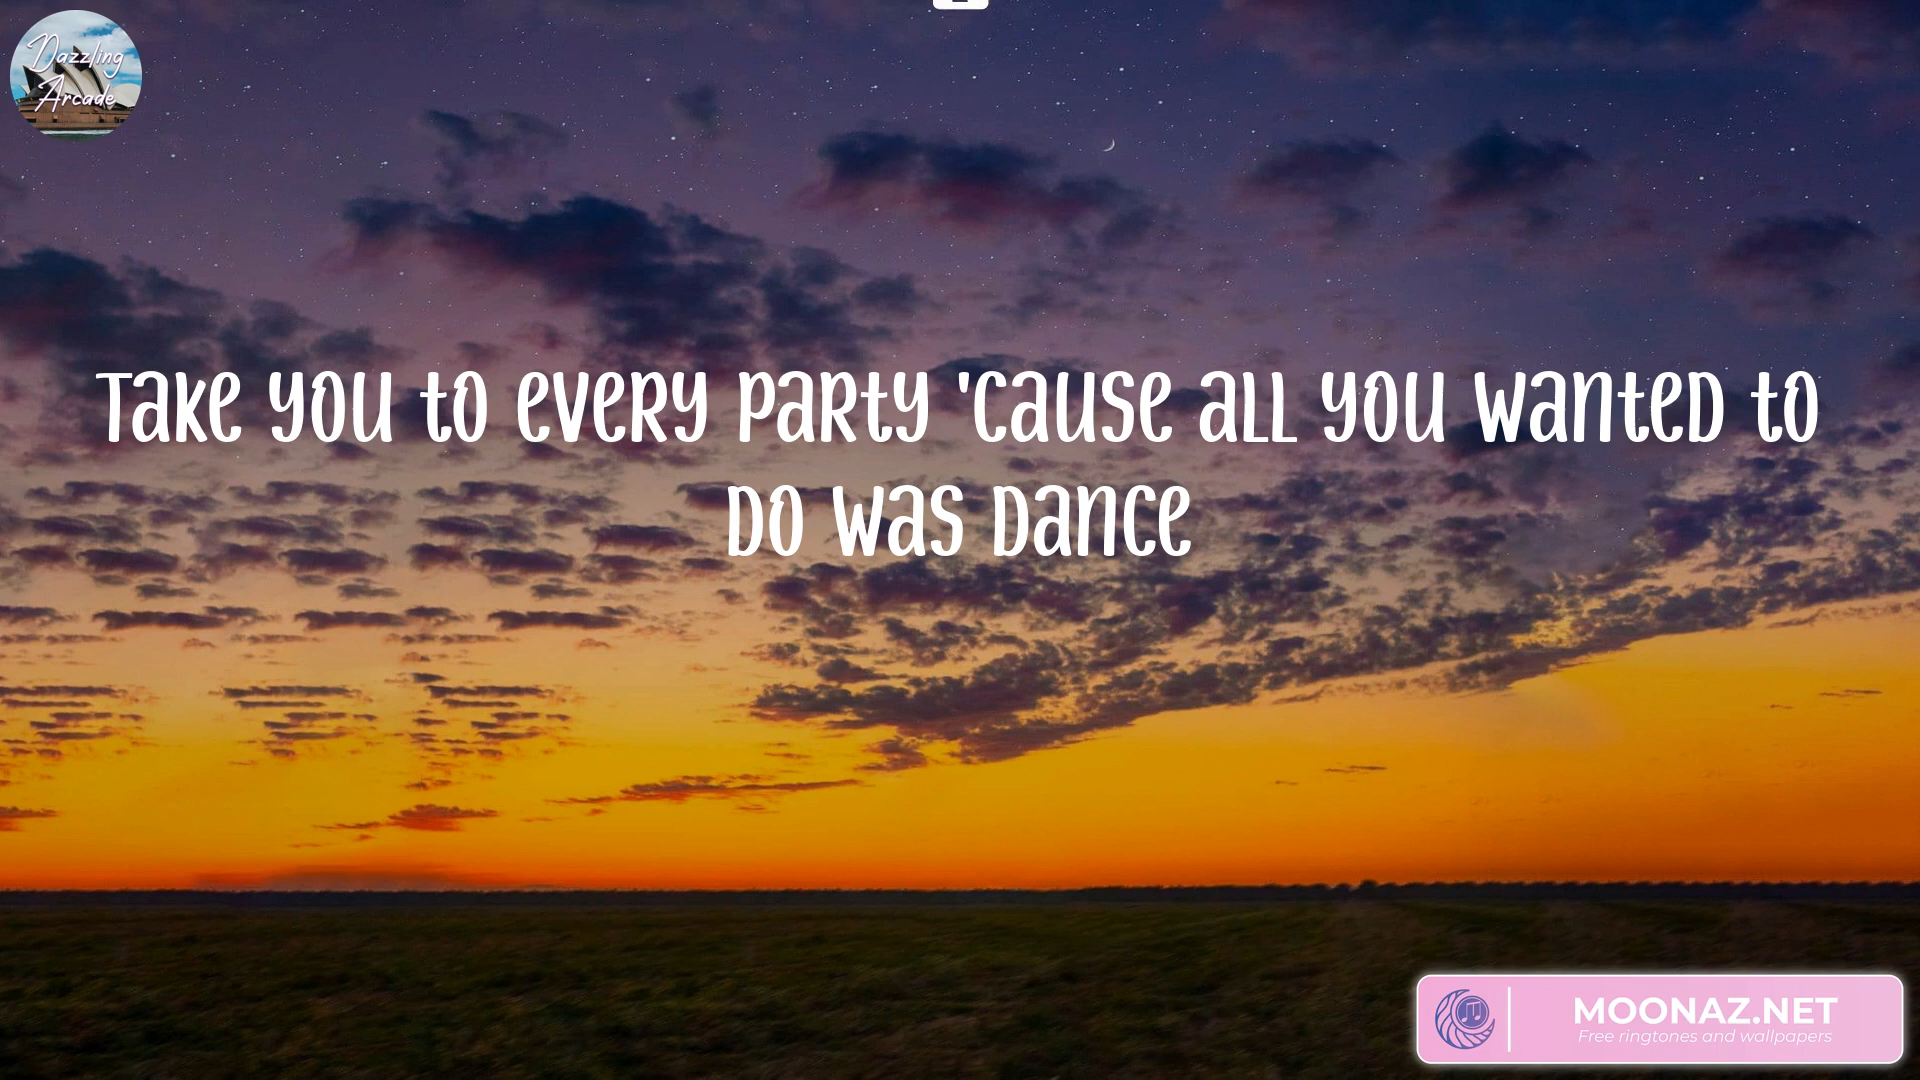 Dazzling
Arcade
Take you to every party 'cause all you wanted to
do was dance
MOONAZ.NET
Free ringtones and wallpapers